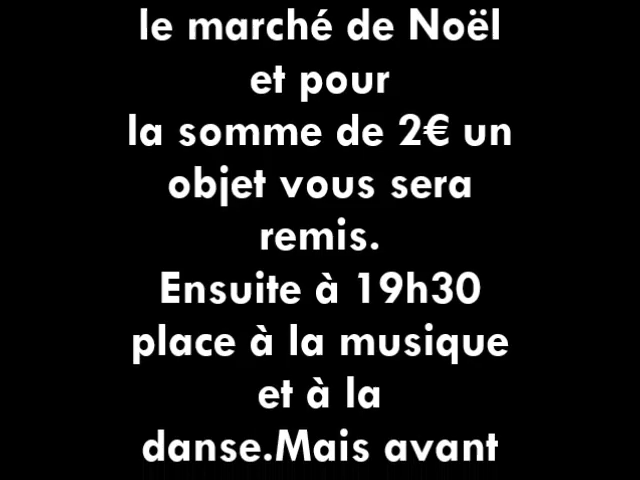 le marché de Noël
et pour
la somme de 2€ un
objet vous sera
remis.
Ensuite à 19h30
place à la musique
et à la
danse.Mais avant